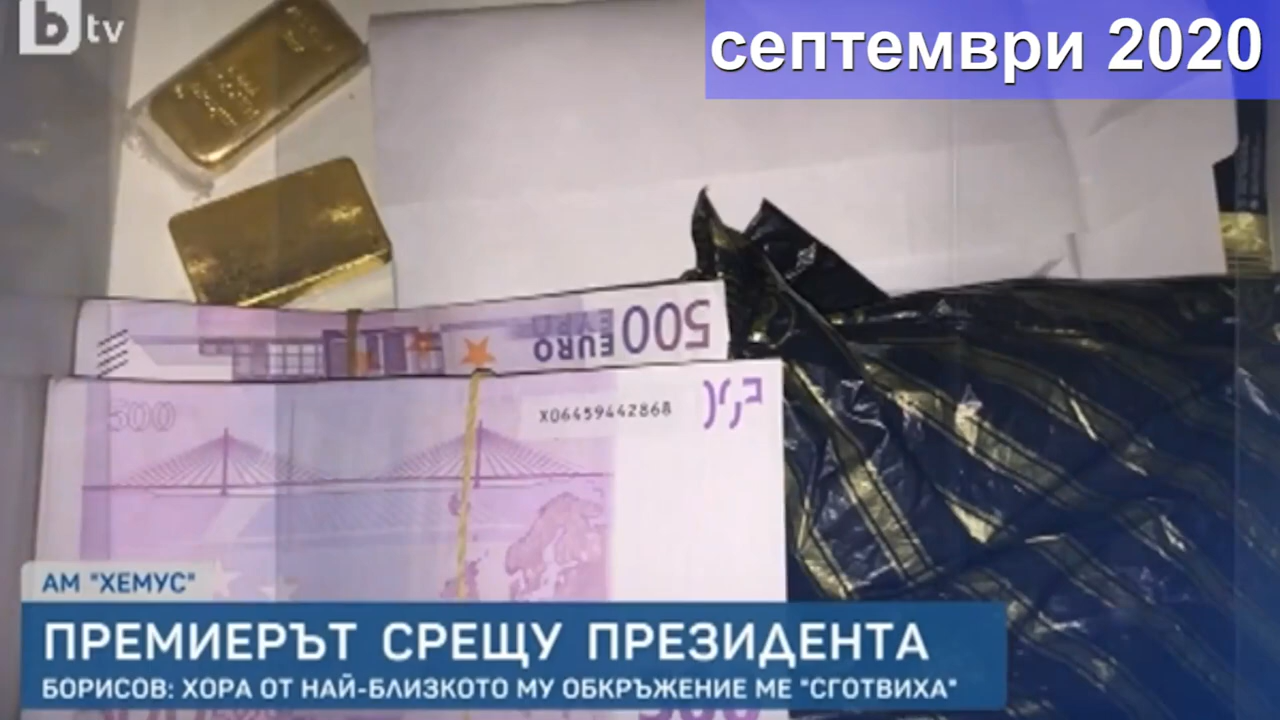 btv
септември 2020
500 EURO
ΕΥΡΩ
500
X06459442868
АМ "ХЕМУС"
ПРЕМИЕРЪТ СРЕЩУ ПРЕЗИДЕНТА
БОРИСОВ: ХОРА ОТ НАЙ-БЛИЗКОТО МУ ОБКРЪЖЕНИЕ МЕ "СГОТВИХА"